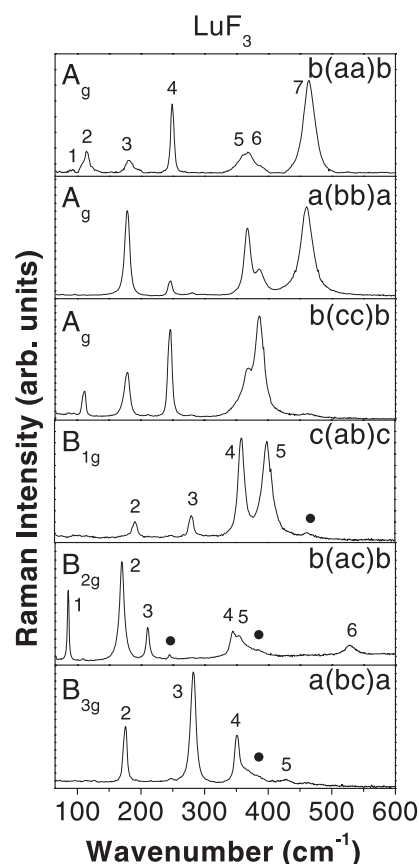 LuF3
Raman Intensity (arb. units)
Ag b(aa)b
1 2 3 4 5 6 7
Ag a(bb)a
Ag b(cc)b
B1g c(ab)c
2 3 4 5
B2g b(ac)b
1 2 3 4 5 6
B3g a(bc)a
2 3 4 5
100 200 300 400 500 600
Wavenumber (cm-1)